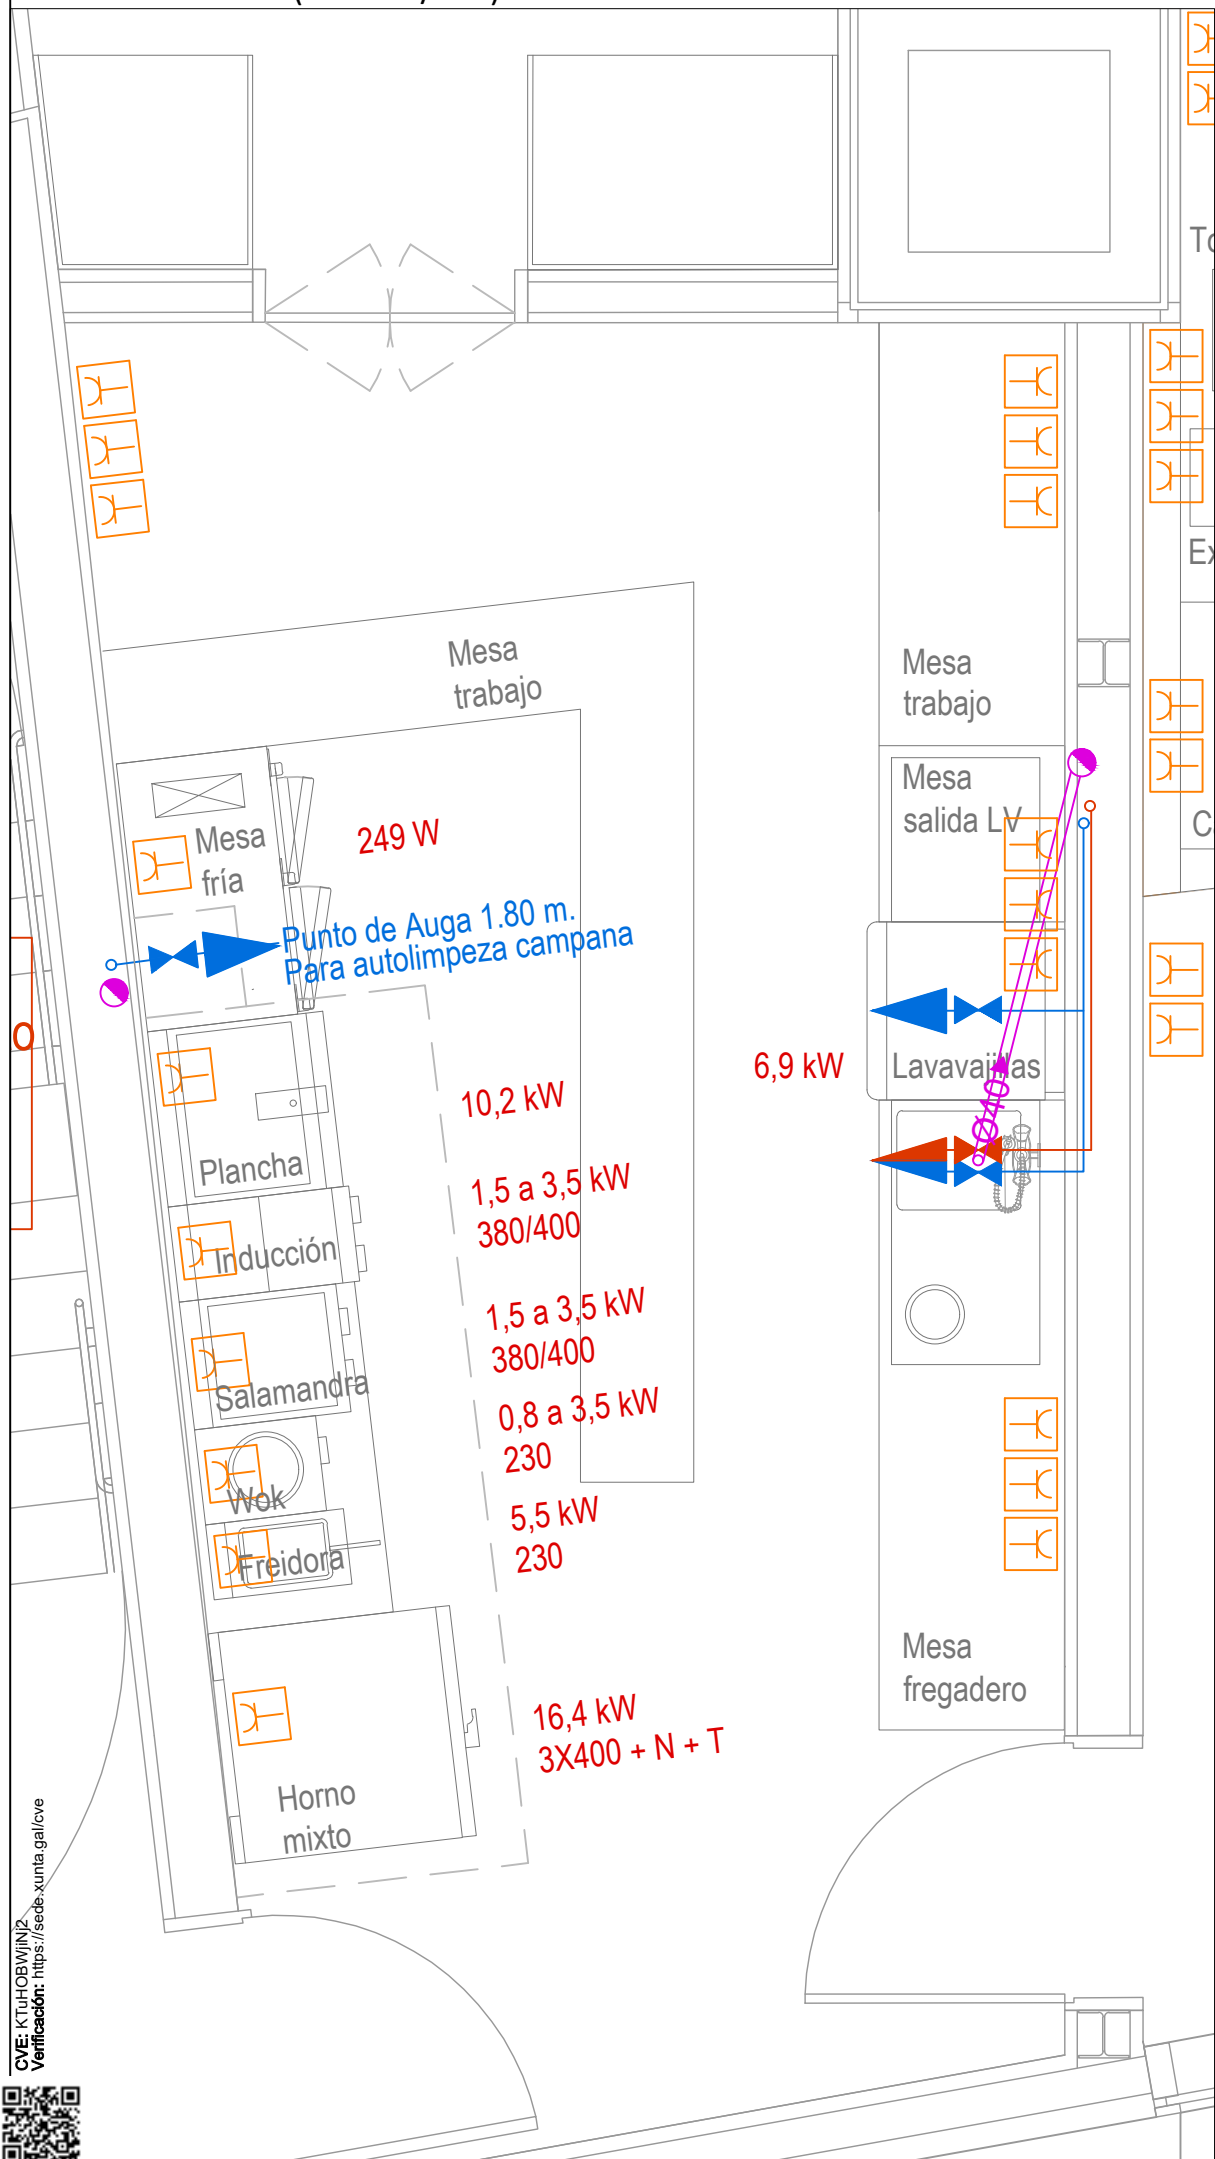 Mesa
trabajo
Mesa
trabajo
Mesa
salida LV
Mesa
fría
249 W
Punto de Auga 1.80 m.
Para autolimpeza campana
6,9 kW
Lavavajillas
Ø40
10,2 kW
Plancha
1,5 a 3,5 kW
380/400
Inducción
1,5 a 3,5 kW
380/400
Salamandra
0,8 a 3,5 kW
230
Wok
5,5 kW
230
Freidora
Mesa
fregadero
16,4 kW
3X400 + N + T
Horno
mixto
CVE: KTuHOBWjiNj2
Verificación: https://sede.xunta.gal/cve